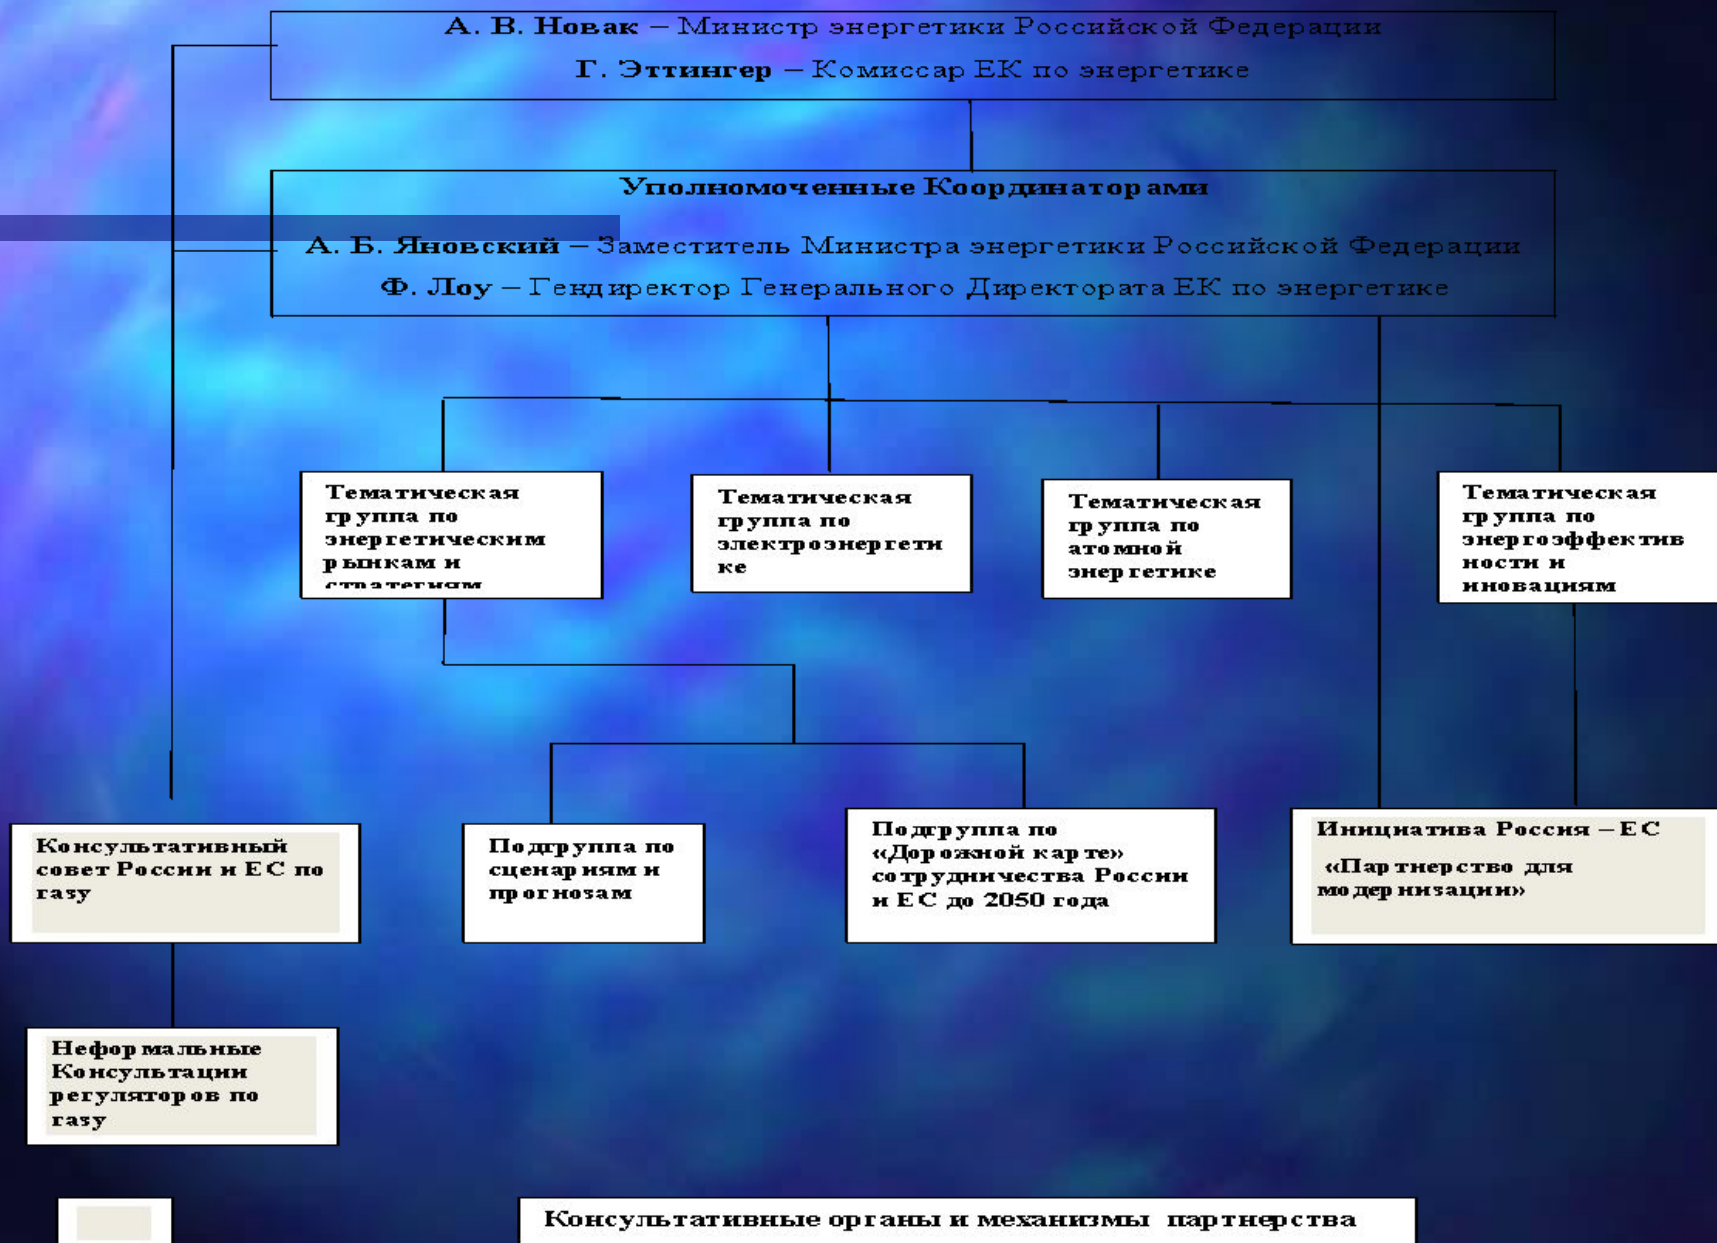 А. В. Новак – Министр энергетики Российской Федерации
Г. Эттингер – Комиссар ЕК по энергетике
Уполномоченные Координаторами
А. Б. Яновский – Заместитель Министра энергетики Российской Федерации
Ф. Лоу – Гендиректор Генерального Директората ЕК по энергетике
Тематическая
группа по
энергетическим
рынкам и
стратегиям
Тематическая
группа по
электроэнергети
ке
Тематическая
группа по
атомной
энергетике
Тематическая
группа по
энергоэффектив
ности и
иновациям
Консультативный
совет России и ЕС по
газу
Подгруппа по
сценариям и
прогнозам
Подгруппа по
«Дорожной карте»
сотрудничества России
и ЕС до 2050 года
Инициатива Россия – ЕС
«Партнерство для
модернизации»
Неформальные
Консультации
регуляторов по
газу
Консультативные органы и механизмы партнерства